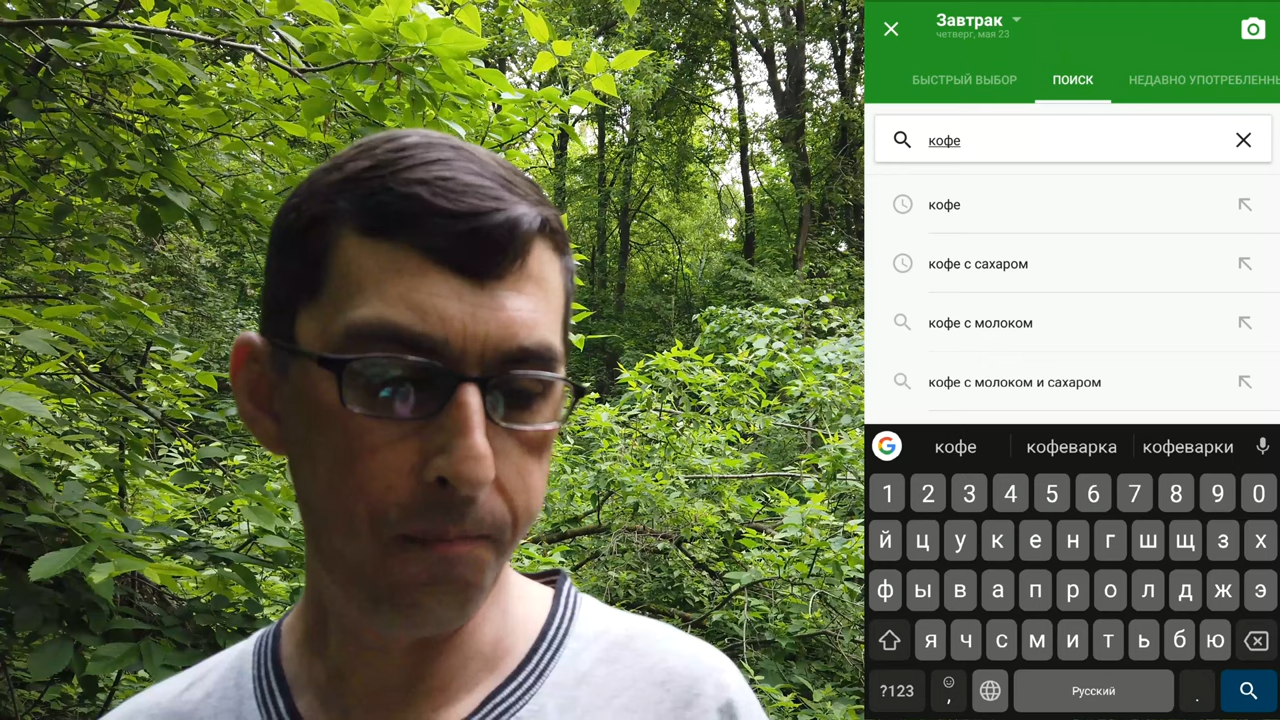 Завтрак
четверг, мая 23
БЫСТРЫЙ ВЫБОР ПОИСК НЕДАВНО УПОТРЕБЛЕНН
кофе
кофе
кофе с сахаром
кофе с молоком
кофе с молоком и сахаром
G кофе кофеварка кофеварки
1 2 3 4 5 6 7 8 9 0
й ц у к е н г ш щ з х
ф ы в а п р о л д ж э
я ч с м и т ь б ю
?123 , Русский .